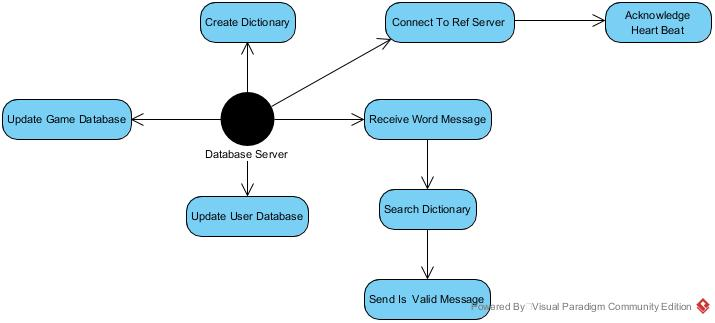 Create Dictionary
Connect To Ref Server
Acknowledge
Heart Beat
Update Game Database
Receive Word Message
Database Server
Update User Database
Search Dictionary
Send Is Valid Message
Powered By Visual Paradigm Community Edition